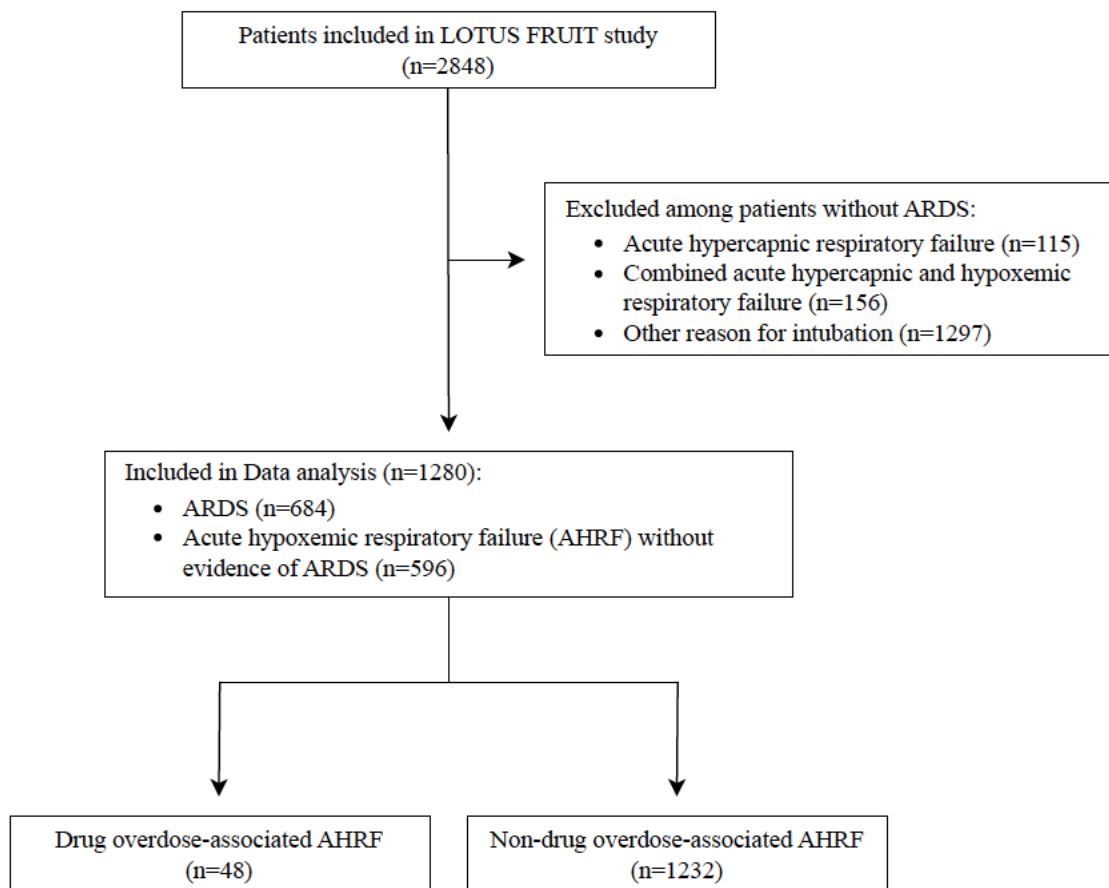 Patients included in LOTUS FRUIT study
(n=2848)
Excluded among patients without ARDS:
• Acute hypercapnic respiratory failure (n=115)
• Combined acute hypercapnic and hypoxemic
respiratory failure (n=156)
• Other reason for intubation (n=1297)
Included in Data analysis (n=1280):
• ARDS (n=684)
• Acute hypoxemic respiratory failure (AHRF) without
evidence of ARDS (n=596)
Drug overdose-associated AHRF
(n=48)
Non-drug overdose-associated AHRF
(n=1232)